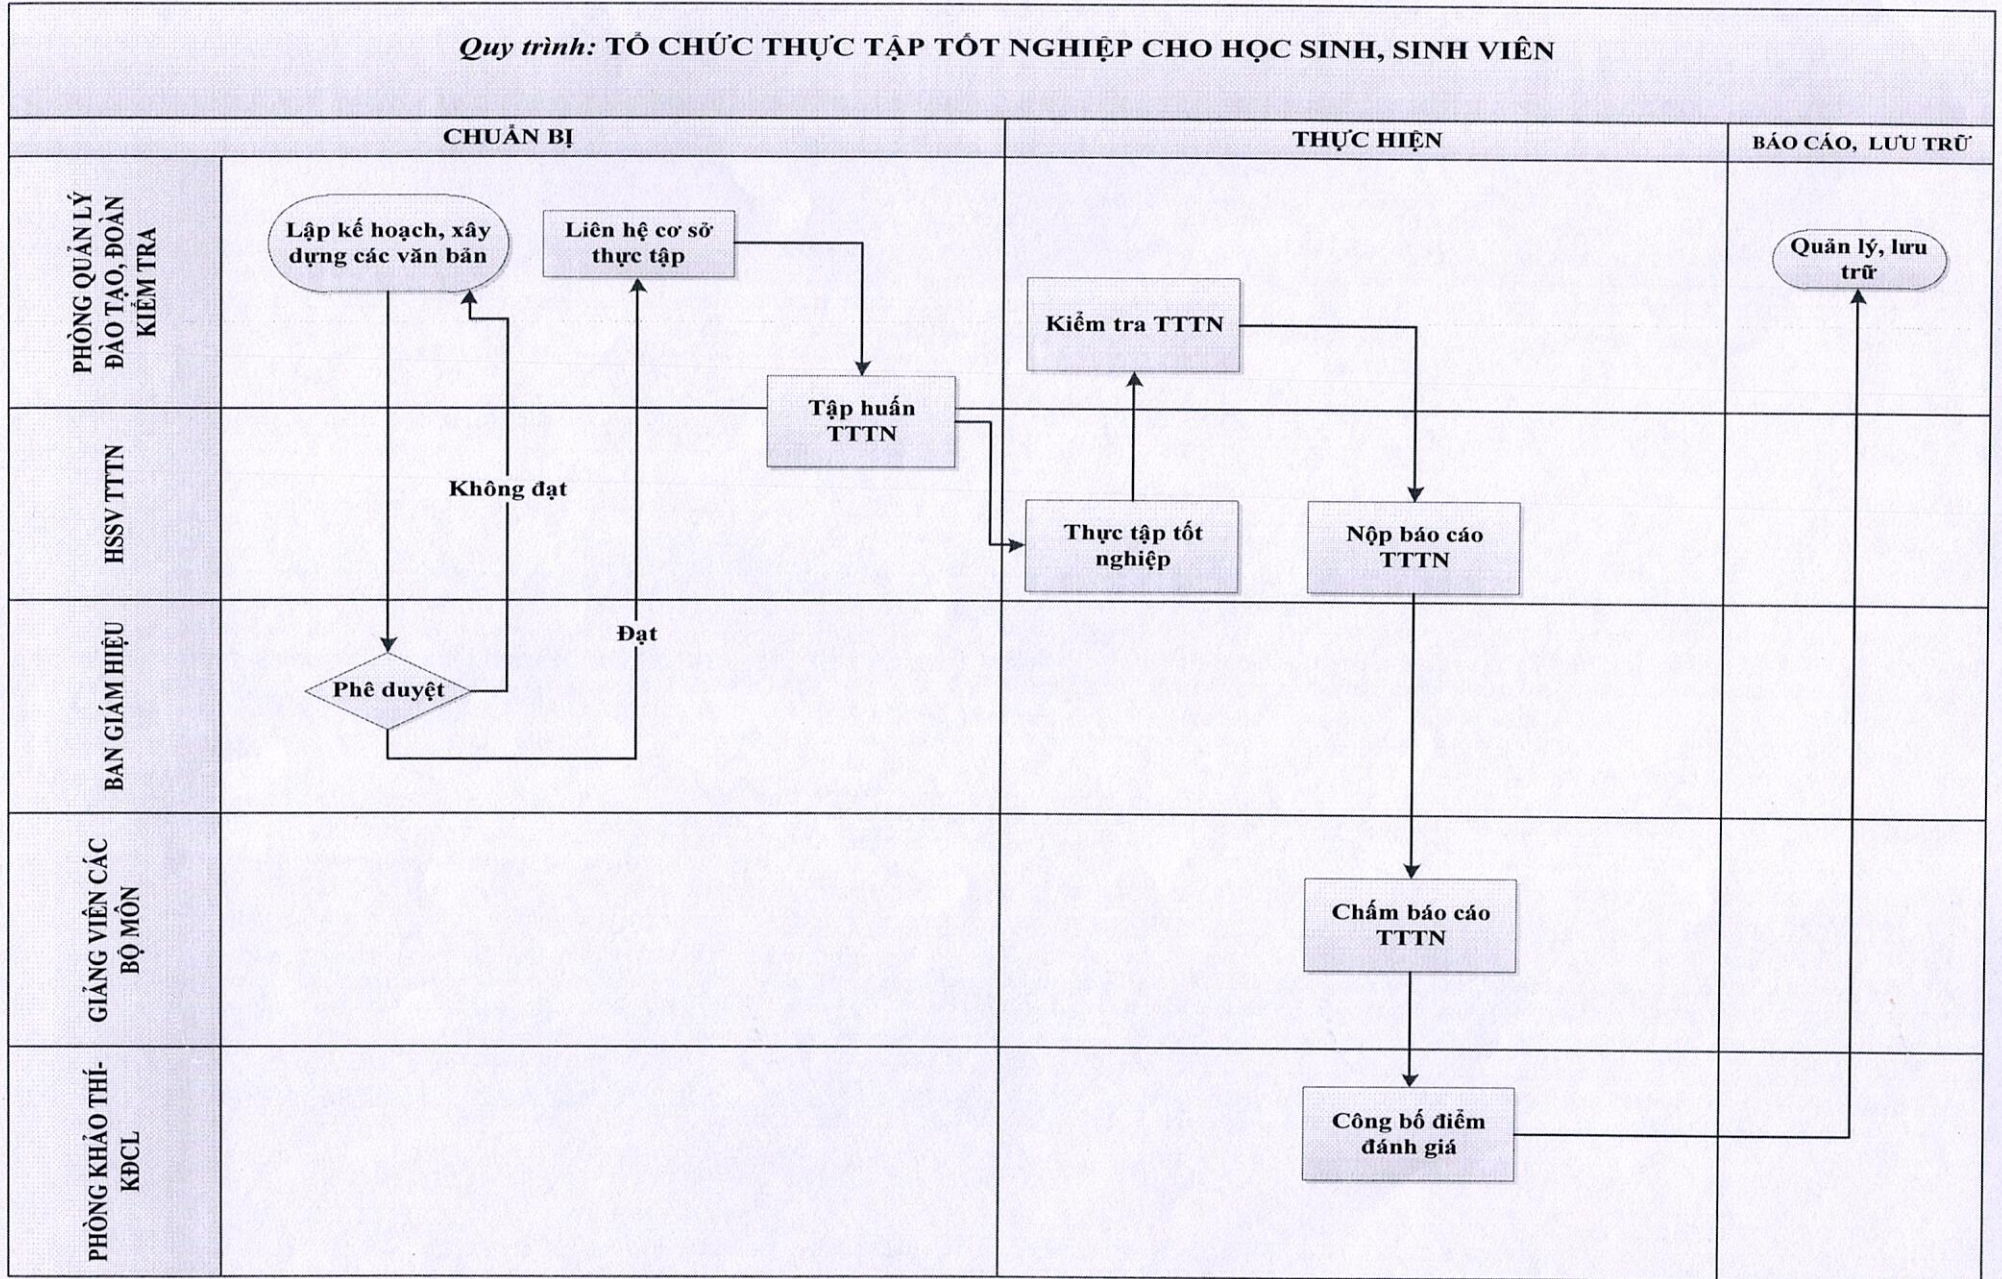 Quy trình: TỔ CHỨC THỰC TẬP TỐT NGHIỆP CHO HỌC SINH, SINH VIÊN
CHUẨN BỊ
THỰC HIỆN
BÁO CÁO, LƯU TRỮ
PHÒNG QUẢN LÝ
ĐÀO TẠO, ĐOÀN
KIỂM TRA
Lập kế hoạch, xây
dựng các văn bản
Liên hệ cơ sở
thực tập
Kiểm tra TTTN
Quản lý, lưu
trữ
Tập huấn
TTTN
HSSV TTTN
Không đạt
Thực tập tốt
nghiệp
Nộp báo cáo
TTTN
BAN GIÁM HIỆU
Đạt
Phê duyệt
GIẢNG VIÊN CÁC
BỘ MÔN
Chấm báo cáo
TTTN
PHÒNG KHẢO THÍ-
KĐCL
Công bố điểm
đánh giá